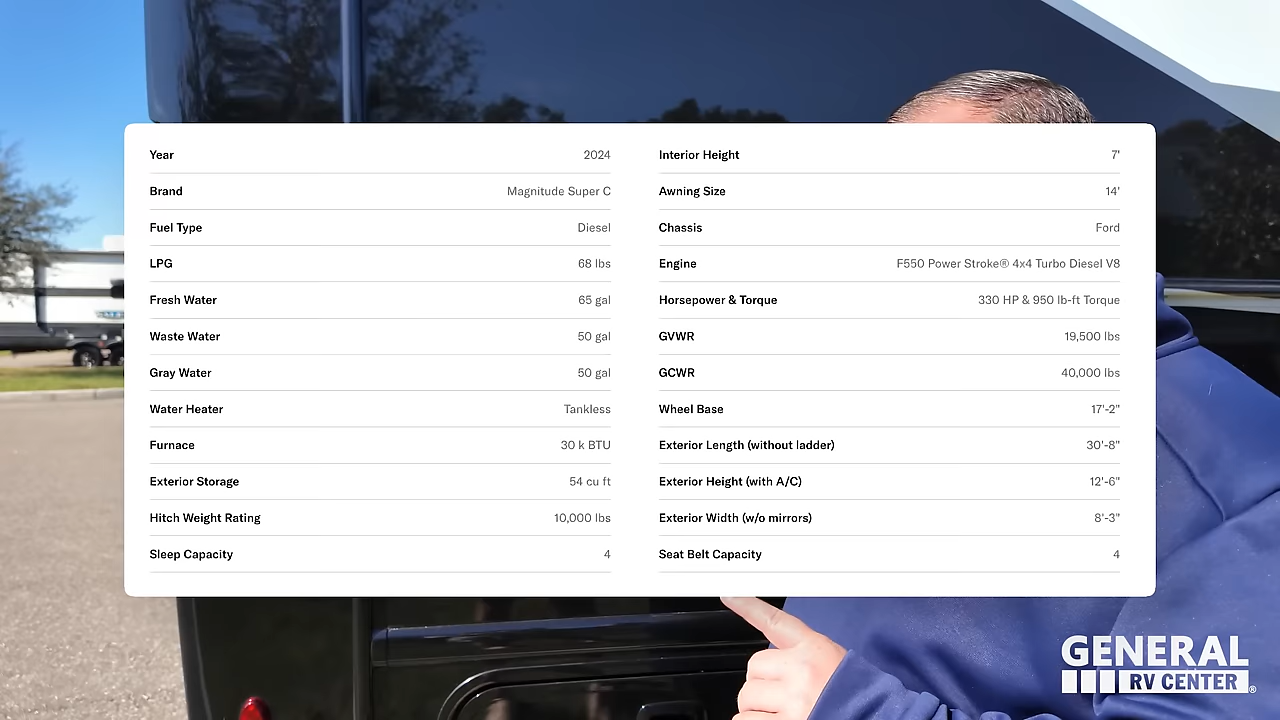 Year 2024
Brand Magnitude Super C
Fuel Type Diesel
LPG 68 lbs
Fresh Water 65 gal
Waste Water 50 gal
Gray Water 50 gal
Water Heater Tankless
Furnace 30 k BTU
Exterior Storage 54 cu ft
Hitch Weight Rating 10,000 lbs
Sleep Capacity 4
Interior Height 7'
Awning Size 14'
Chassis Ford
Engine F550 Power Stroke® 4x4 Turbo Diesel V8
Horsepower & Torque 330 HP & 950 lb-ft Torque
GVWR 19,500 lbs
GCWR 40,000 lbs
Wheel Base 17'-2"
Exterior Length (without ladder) 30'-8"
Exterior Height (with A/C) 12'-6"
Exterior Width (w/o mirrors) 8'-3"
Seat Belt Capacity 4
GENERAL
RV CENTER®